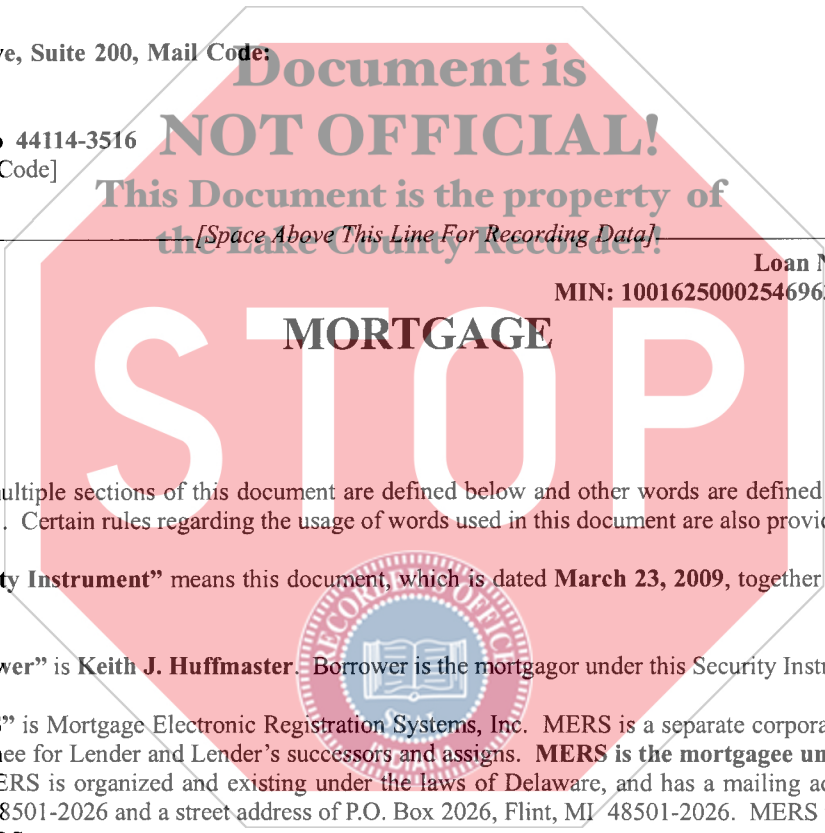 ve, Suite 200, Mail Code:
Document is
44114-3516
NOT OFFICIAL!
Code]
This Document is the property of
[Space Above This Line For Recording Data]
the Lake County Recorder!
Loan N
MIN: 1001625000254696
MORTGAGE
STOP
ultiple sections of this document are defined below and other words are defined
. Certain rules regarding the usage of words used in this document are also provid
ty Instrument” means this document, which is dated March 23, 2009, together
wer” is Keith J. Huffmaster. Borrower is the mortgagor under this Security Instru
” is Mortgage Electronic Registration Systems, Inc. MERS is a separate corpora
ee for Lender and Lender’s successors and assigns. MERS is the mortgagee un
ERS is organized and existing under the laws of Delaware, and has a mailing ad
8501-2026 and a street address of P.O. Box 2026, Flint, MI 48501-2026. MERS
RECORDER'S OFFICE
SEAL